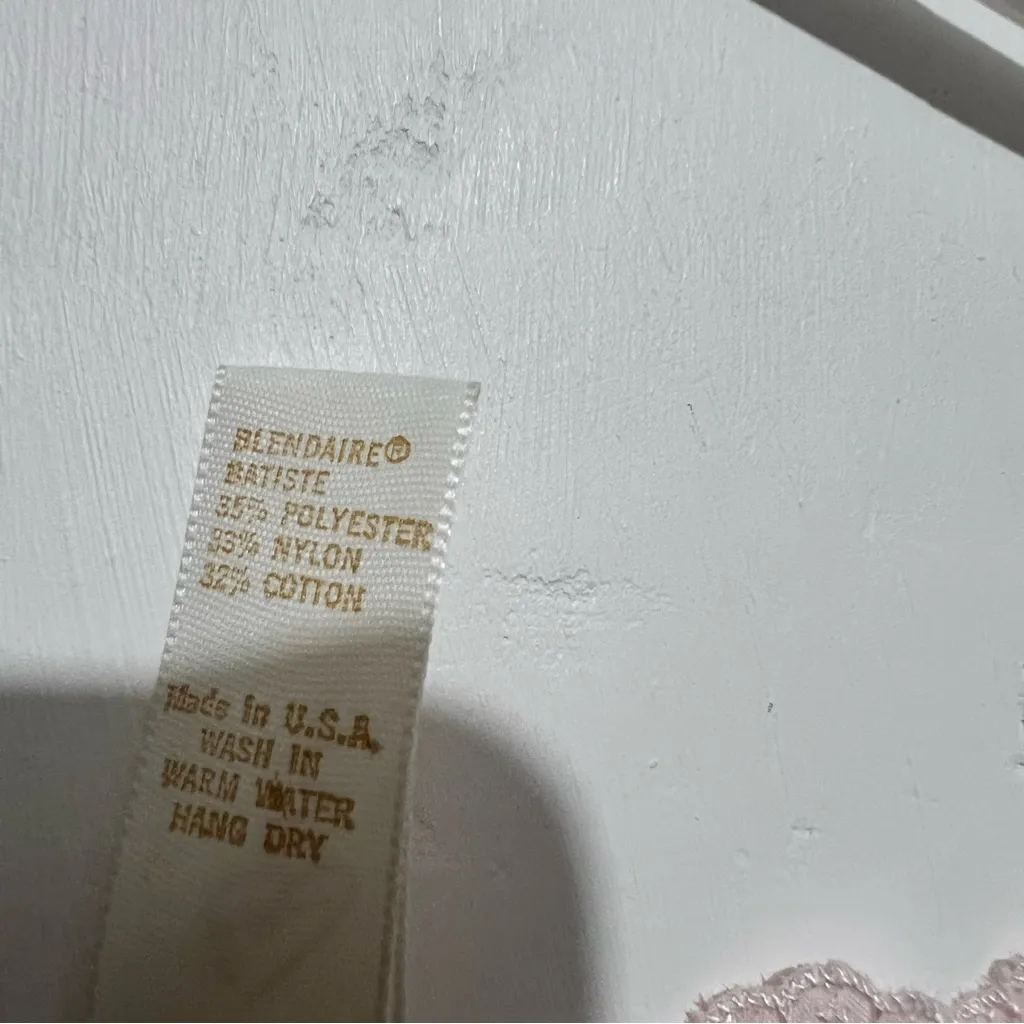 BLENDAIRE®
BATISTE
35% POLYESTER
33% NYLON
32% COTTON
Made in U.S.A.
WASH IN
WARM WATER
HANG DRY